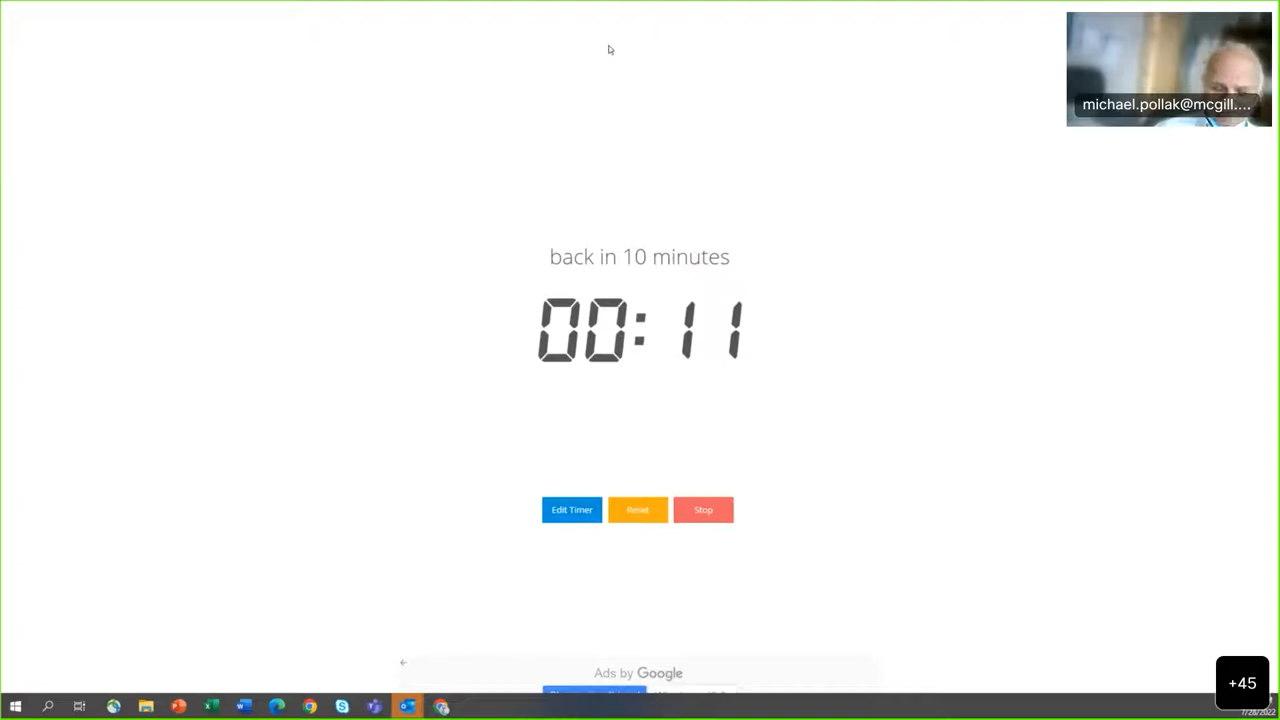 michael.pollak@mcgill....
back in 10 minutes
00:11
Edit Timer
Reset
Stop
Ads by Google
+45